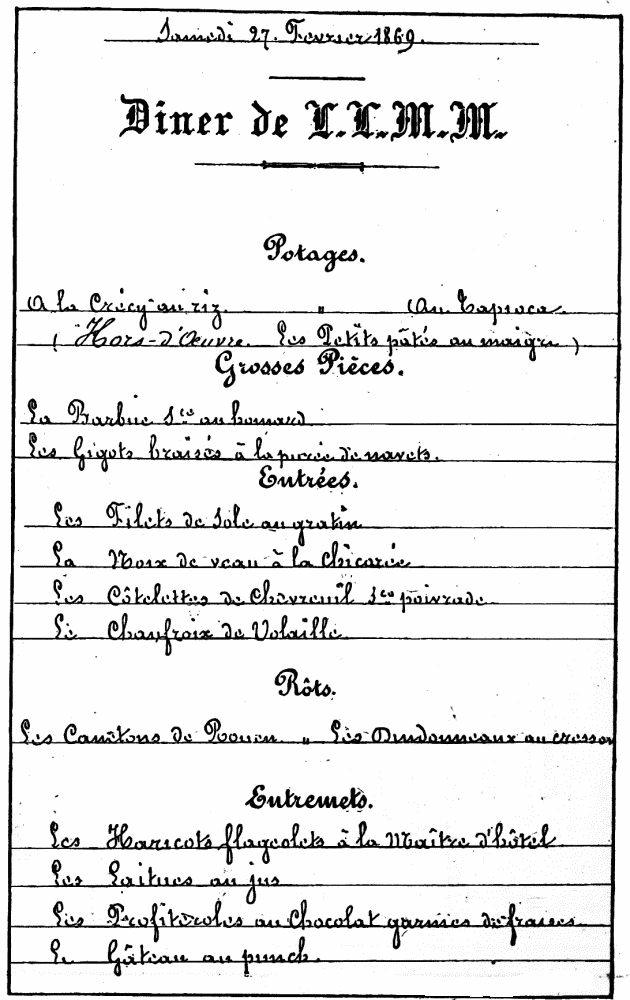 Samedi 27. Fevrier 1869.
Diner de L.L.M.M.
Potages.
A la Crécy au riz. " Au Tapioca.
( Hors-d'Œuvre. Les Petits pâtés au maigre )
Grosses Pièces.
La Barbue Sce au homard
Les Gigots braisés à la purée de navets.
Entrées.
Les Filets de Sole au gratin
La Noix de veau à la chicorée
Les Côtelettes de Chevreuil Sce poivrade
Le Chaufroix de Volaille
Rôts.
Les Canetons de Rouen " Les Dindonneaux au cresson
Entremets.
Les Haricots flageolets à la Maître d'hôtel
Les Laitues au jus
Les Profiteroles au Chocolat garnies de
Le Gâteau au punch.